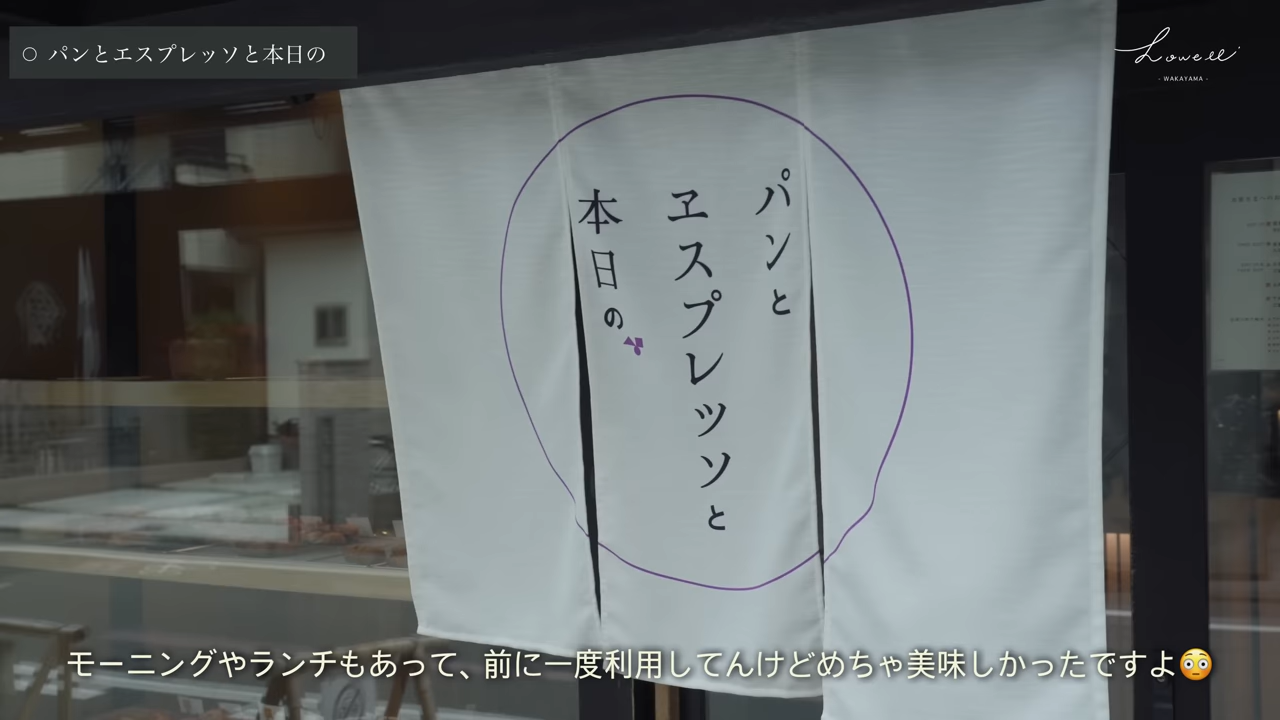 ○ パンとエスプレッソと本日の
Lowell
- WAKAYAMA -
パンと
ヱスプレッソと
本日の
モーニングやランチもあって、前に一度利用してんけどめちゃ美味しかったですよ😳